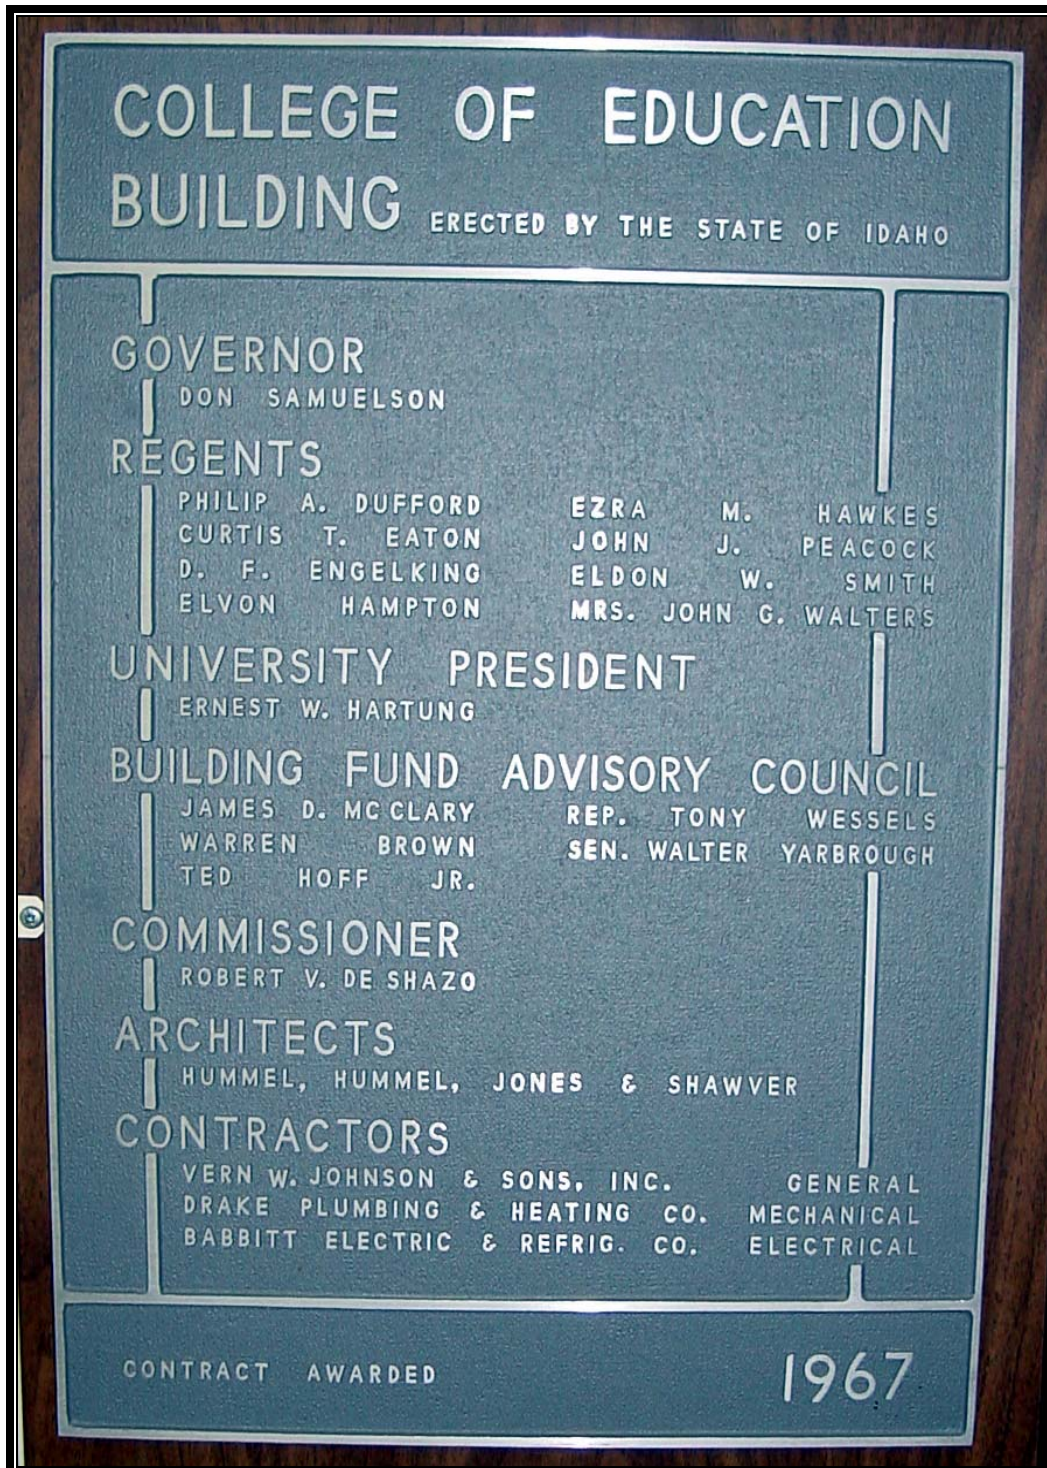 COLLEGE OF EDUCATION
BUILDING ERECTED BY THE STATE OF IDAHO
GOVERNOR
DON SAMUELSON
REGENTS
PHILIP A. DUFFORD EZRA M. HAWKES
CURTIS T. EATON JOHN J. PEACOCK
D. F. ENGELKING ELDON W. SMITH
ELVON HAMPTON MRS. JOHN G. WALTERS
UNIVERSITY PRESIDENT
ERNEST W. HARTUNG
BUILDING FUND ADVISORY COUNCIL
JAMES D. MC CLARY REP. TONY WESSELS
WARREN BROWN SEN. WALTER YARBROUGH
TED HOFF JR.
COMMISSIONER
ROBERT V. DE SHAZO
ARCHITECTS
HUMMEL, HUMMEL, JONES & SHAWVER
CONTRACTORS
VERN W. JOHNSON & SONS, INC. GENERAL
DRAKE PLUMBING & HEATING CO. MECHANICAL
BABBITT ELECTRIC & REFRIG. CO. ELECTRICAL
CONTRACT AWARDED 1967